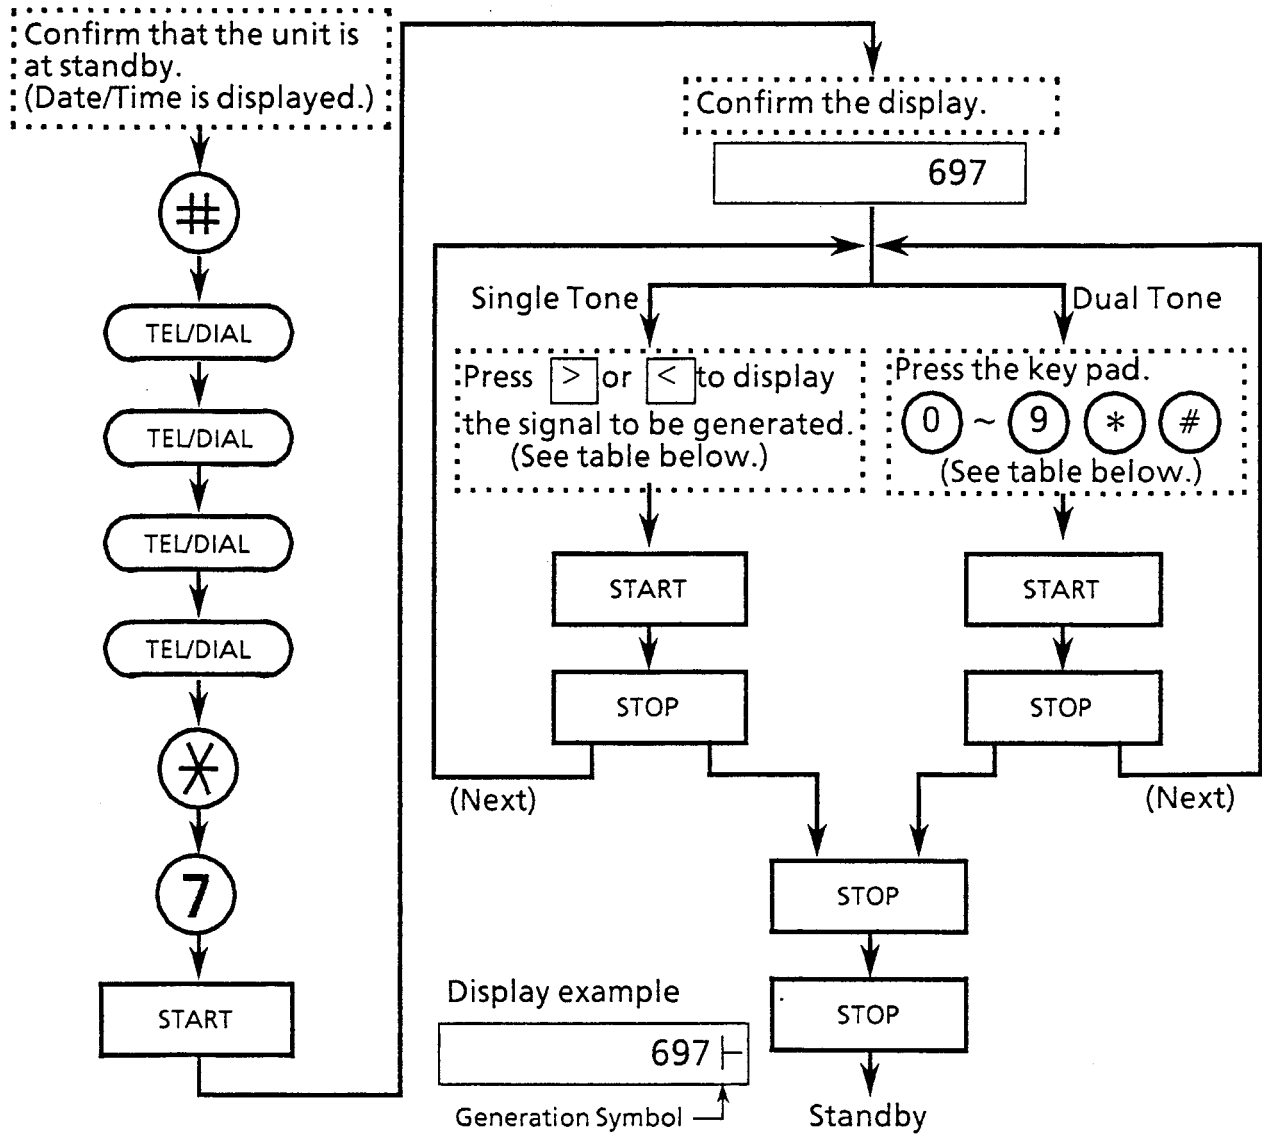 Confirm that the unit is
at standby.
(Date/Time is displayed.)
#
TEL/DIAL
TEL/DIAL
TEL/DIAL
TEL/DIAL
*
7
START
Confirm the display.
697
Single Tone
Press > or < to display
the signal to be generated.
(See table below.)
START
STOP
(Next)
Dual Tone
Press the key pad.
0 ~ 9 * #
(See table below.)
START
STOP
(Next)
STOP
STOP
Standby
Display example
697 ⊢
Generation Symbol